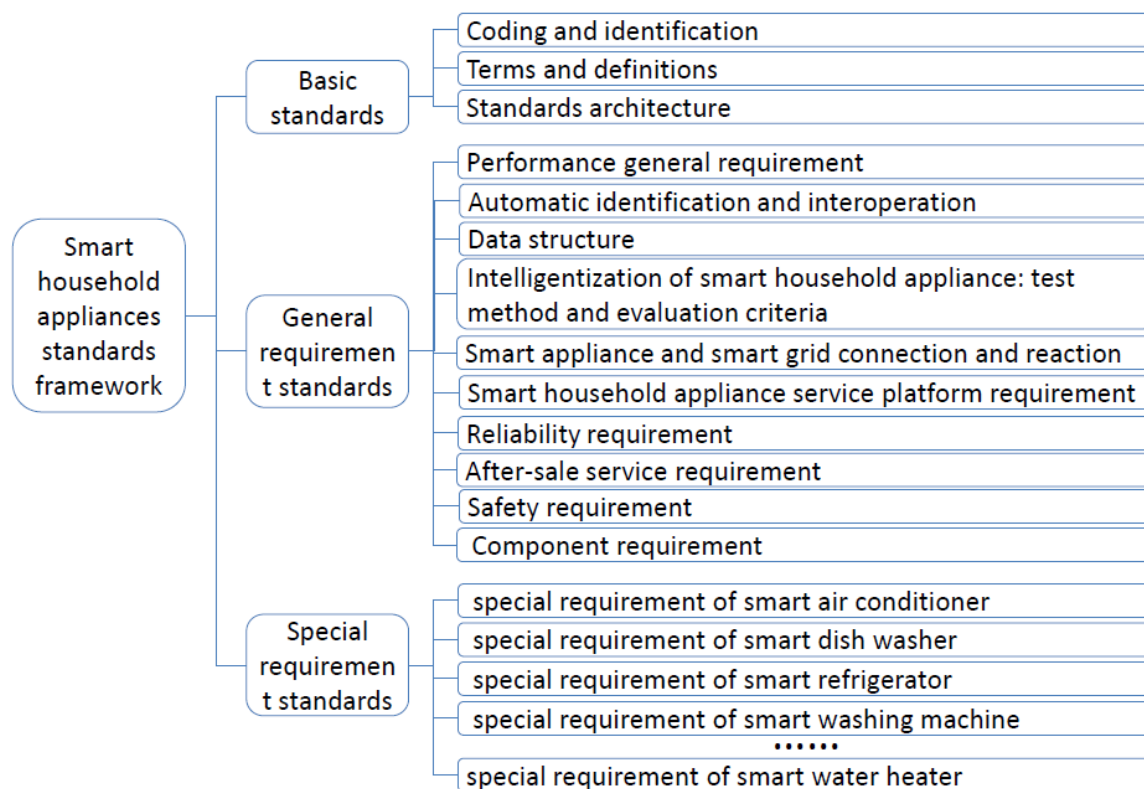 Smart
household
appliances
standards
framework
Basic
standards
Coding and identification
Terms and definitions
Standards architecture
General
requiremen
t standards
Performance general requirement
Automatic identification and interoperation
Data structure
Intelligentization of smart household appliance: test
method and evaluation criteria
Smart appliance and smart grid connection and reaction
Smart household appliance service platform requirement
Reliability requirement
After-sale service requirement
Safety requirement
Component requirement
Special
requiremen
t standards
special requirement of smart air conditioner
special requirement of smart dish washer
special requirement of smart refrigerator
special requirement of smart washing machine
••••••
special requirement of smart water heater